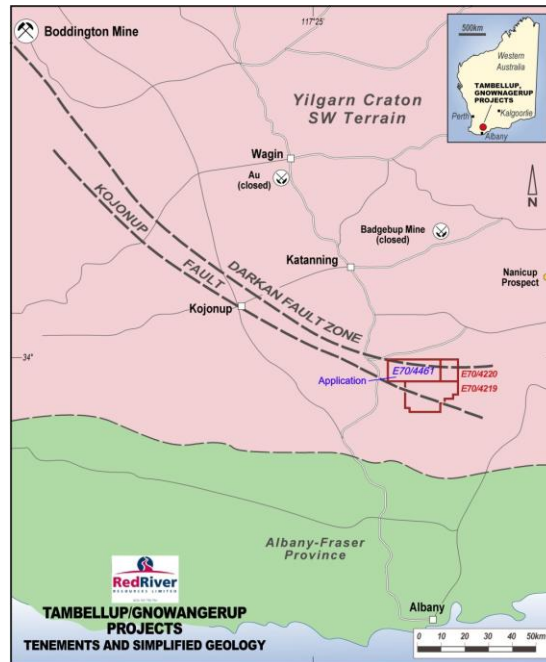 Boddington Mine
117°25
500km
Western
Australia
TAMBELLUP,
GNOWNAGERUP
PROJECTS
Perth
Kalgoorlie
Albany
Yilgarn Craton
SW Terrain
Wagin
Au
(closed)
N
Badgebup Mine
(closed)
KOJONUP
FAULT
DARKAN FAULT ZONE
Katanning
Nanicup
Prospect
Kojonup
34°
E70/4461
E70/4220
Application
E70/4219
Albany-Fraser
Province
RedRiver
RESOURCES LIMITED
TAMBELLUP/GNOWANGERUP
PROJECTS
TENEMENTS AND SIMPLIFIED GEOLOGY
Albany
0 10 20 30 40 50km